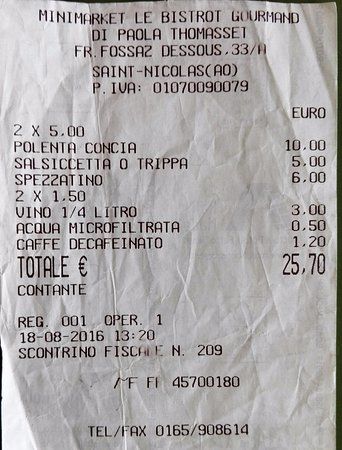 MINIMARKET LE BISTROT GOURMAND
DI PAOLA THOMASSET
FR.FOSSAZ DESSOUS,33/A
SAINT-NICOLAS(AO)
P.IVA: 01070090079
EURO
2 X 5,00
POLENTA CONCIA 10,00
SALSICCETTA O TRIPPA 5,00
SPEZZATINO 6,00
2 X 1,50
VINO 1/4 LITRO 3,00
ACQUA MICROFILTRATA 0,50
CAFFE DECAFEINATO 1,20
TOTALE € 25,70
CONTANTE
REG. 001 OPER. 1
18-08-2016 13:20
SCONTRINO FISCALE N. 209
MF FF 45700180
TEL/FAX 0165/908614